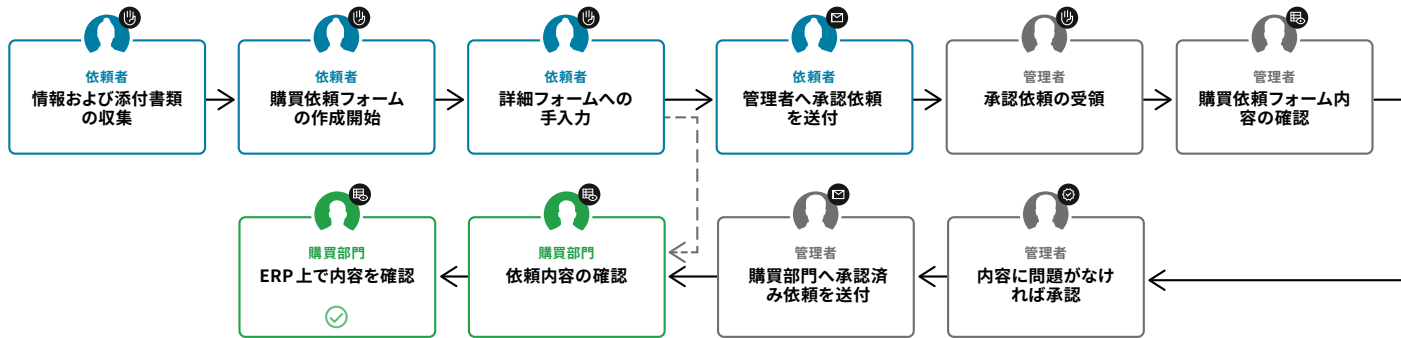 依頼者
情報および添付書類
の収集
依頼者
購買依頼フォーム
の作成開始
依頼者
詳細フォームへの
手入力
依頼者
管理者へ承認依頼
を送付
管理者
承認依頼の受領
管理者
購買依頼フォーム内
容の確認
管理者
内容に問題がなけ
れば承認
管理者
購買部門へ承認済
み依頼を送付
購買部門
依頼内容の確認
購買部門
ERP上で内容を確認